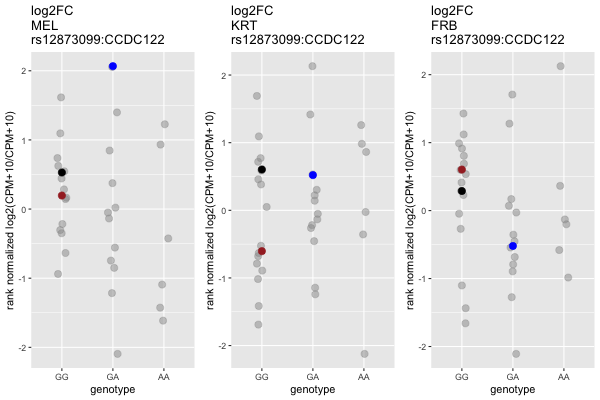 log2FC
MEL
rs12873099:CCDC122
rank normalized log2(CPM+10/CPM+10)
2
1
0
-1
-2
GG
GA
AA
genotype
log2FC
KRT
rs12873099:CCDC122
rank normalized log2(CPM+10/CPM+10)
2
1
0
-1
-2
GG
GA
AA
genotype
log2FC
FRB
rs12873099:CCDC122
rank normalized log2(CPM+10/CPM+10)
2
1
0
-1
-2
GG
GA
AA
genotype